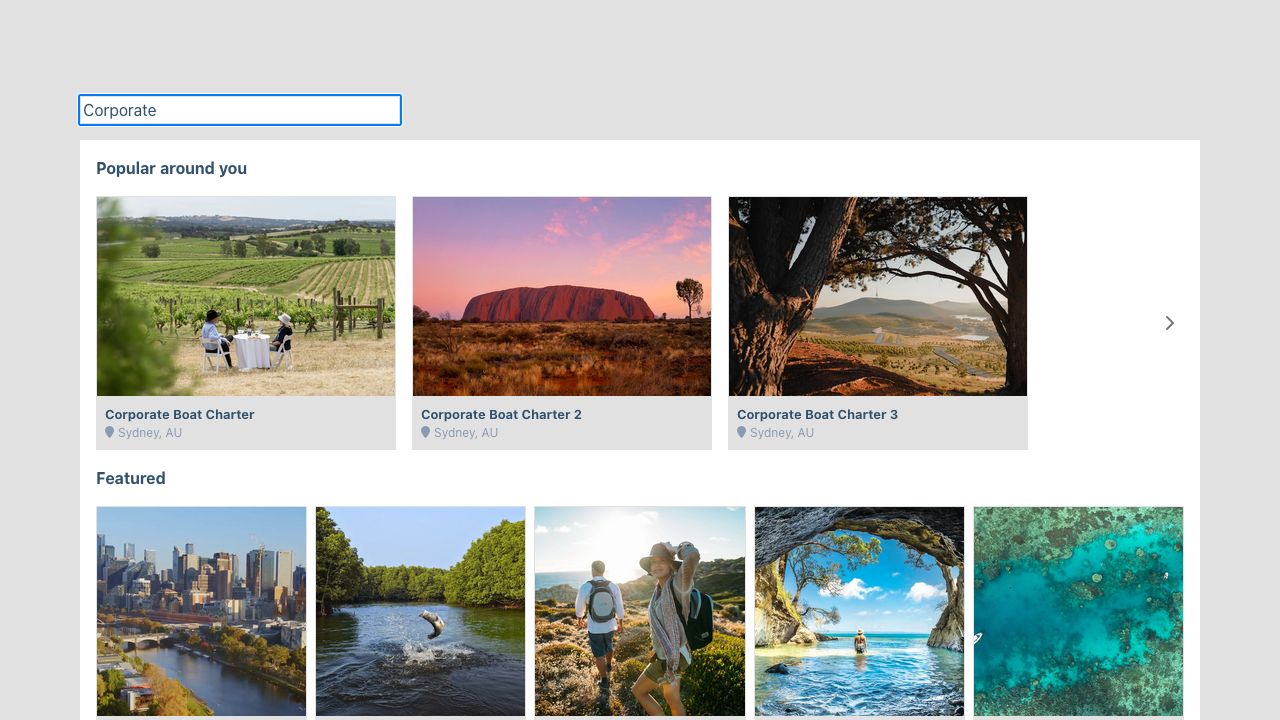 Corporate
Popular around you
Corporate Boat Charter
Sydney, AU
Corporate Boat Charter 2
Sydney, AU
Corporate Boat Charter 3
Sydney, AU
Featured